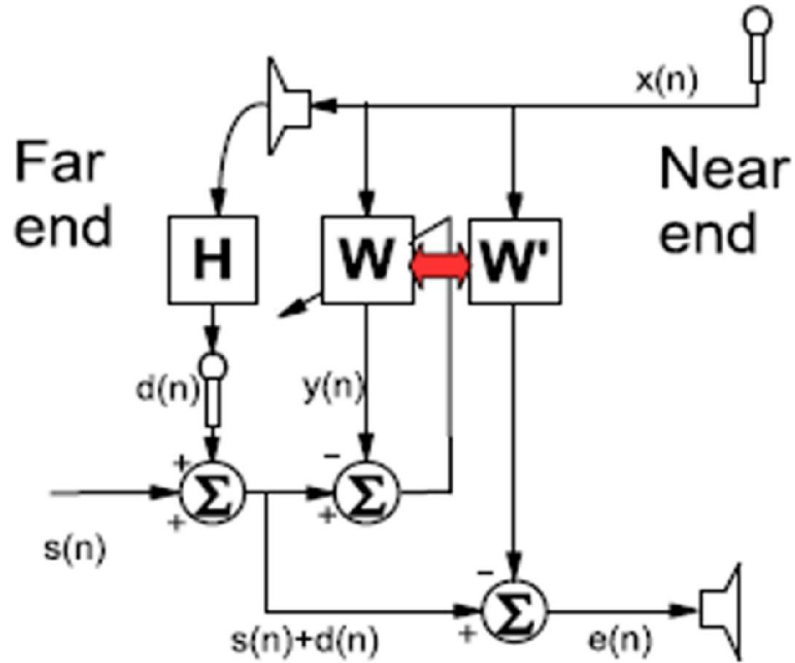 x(n)
Far
end
Near
end
H
W
W'
d(n)
y(n)
+
−
Σ
Σ
+
+
s(n)
−
Σ
+
s(n)+d(n)
e(n)